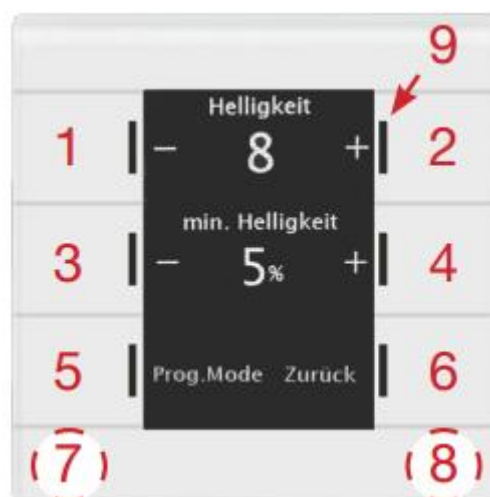 9
Helligkeit
1 − 8 + 2
min. Helligkeit
3 − 5% + 4
5 Prog.Mode Zurück 6
7 8